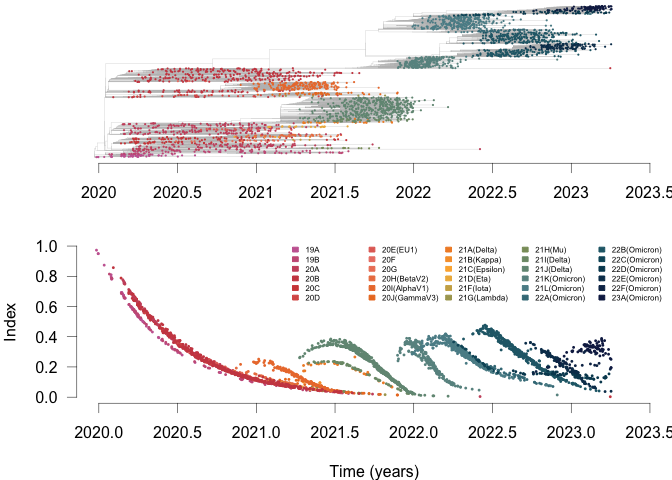 2020 2020.5 2021 2021.5 2022 2022.5 2023 2023.5
1.0
0.8
0.6
0.4
0.2
0.0
Index
19A 20E(EU1) 21A(Delta) 21H(Mu) 22B(Omicron)
19B 20F 21B(Kappa) 21I(Delta) 22C(Omicron)
20A 20G 21C(Epsilon) 21J(Delta) 22D(Omicron)
20B 20H(BetaV2) 21D(Eta) 21K(Omicron) 22E(Omicron)
20C 20I(AlphaV1) 21F(Iota) 21L(Omicron) 22F(Omicron)
20D 20J(GammaV3) 21G(Lambda) 22A(Omicron) 23A(Omicron)
2020.0 2020.5 2021.0 2021.5 2022.0 2022.5 2023.0 2023.5
Time (years)